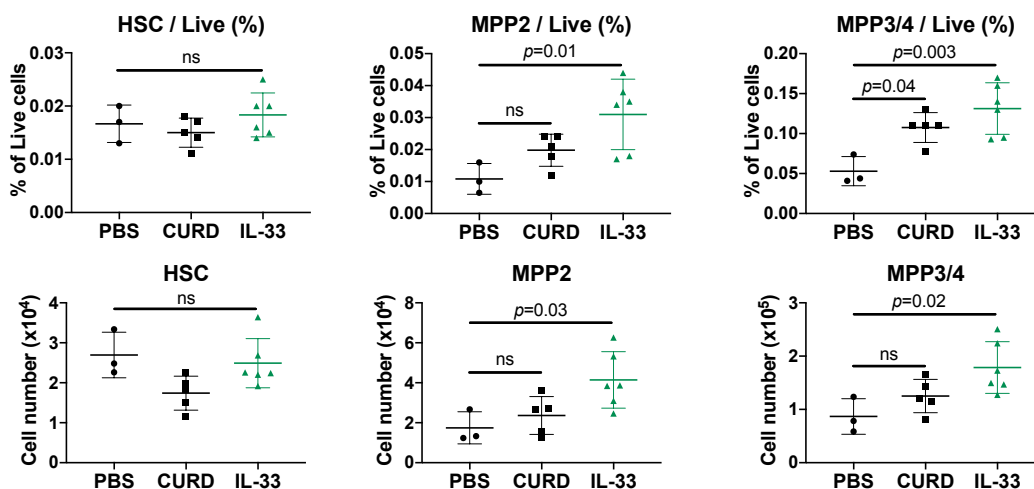 HSC / Live (%)
% of Live cells
0.03
0.02
0.01
0.00
ns
PBS CURD IL-33
MPP2 / Live (%)
% of Live cells
0.05
0.04
0.03
0.02
0.01
0.00
p=0.01
ns
PBS CURD IL-33
MPP3/4 / Live (%)
% of Live cells
0.20
0.15
0.10
0.05
0.00
p=0.003
p=0.04
PBS CURD IL-33
HSC
Cell number (x10⁴)
4
3
2
1
0
ns
PBS CURD IL-33
MPP2
Cell number (x10⁴)
8
6
4
2
0
p=0.03
ns
PBS CURD IL-33
MPP3/4
Cell number (x10⁵)
3
2
1
0
p=0.02
ns
PBS CURD IL-33